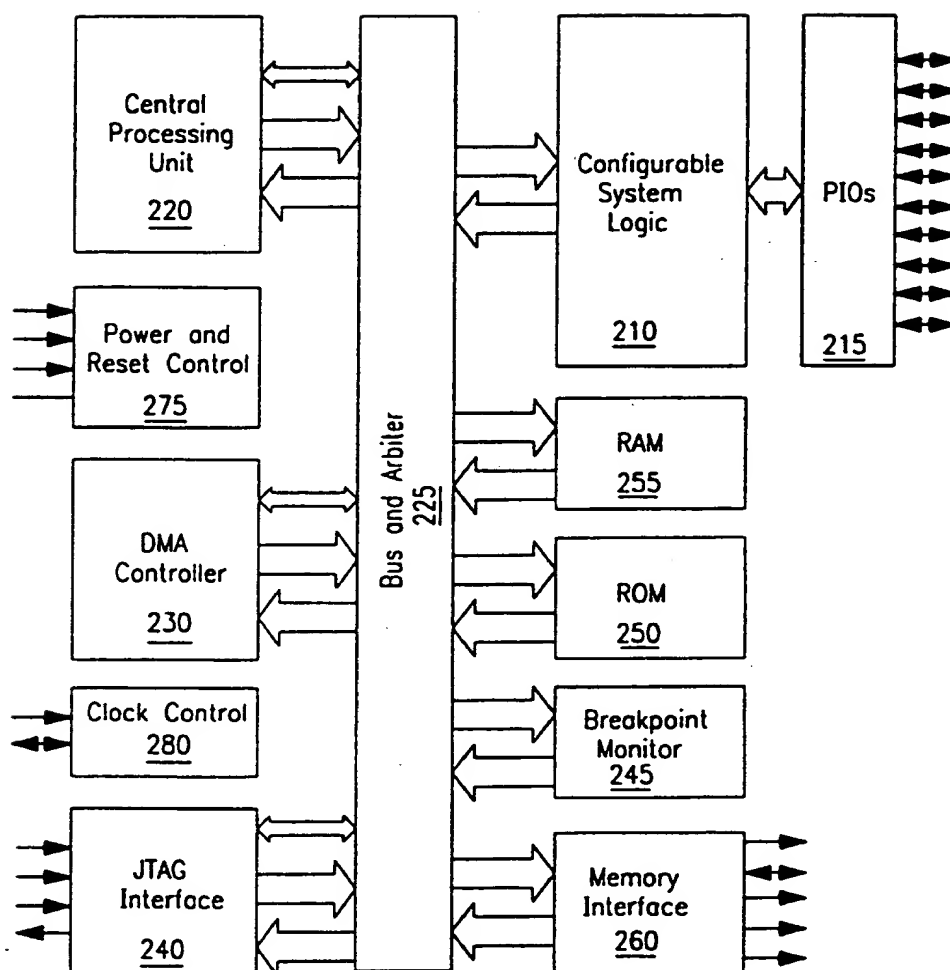 Central
Processing
Unit
220
Power and
Reset Control
275
DMA
Controller
230
Clock Control
280
JTAG
Interface
240
Bus and Arbiter
225
Configurable
System
Logic
210
PIOs
215
RAM
255
ROM
250
Breakpoint
Monitor
245
Memory
Interface
260